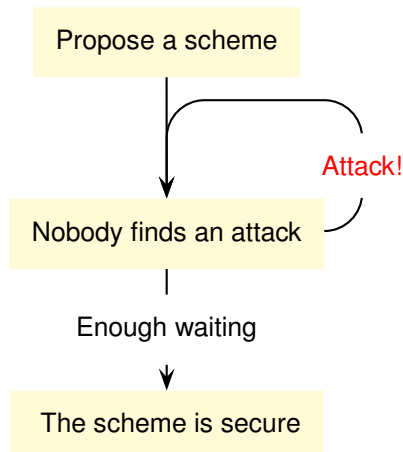 Propose a scheme
Attack!
Nobody finds an attack
Enough waiting
The scheme is secure